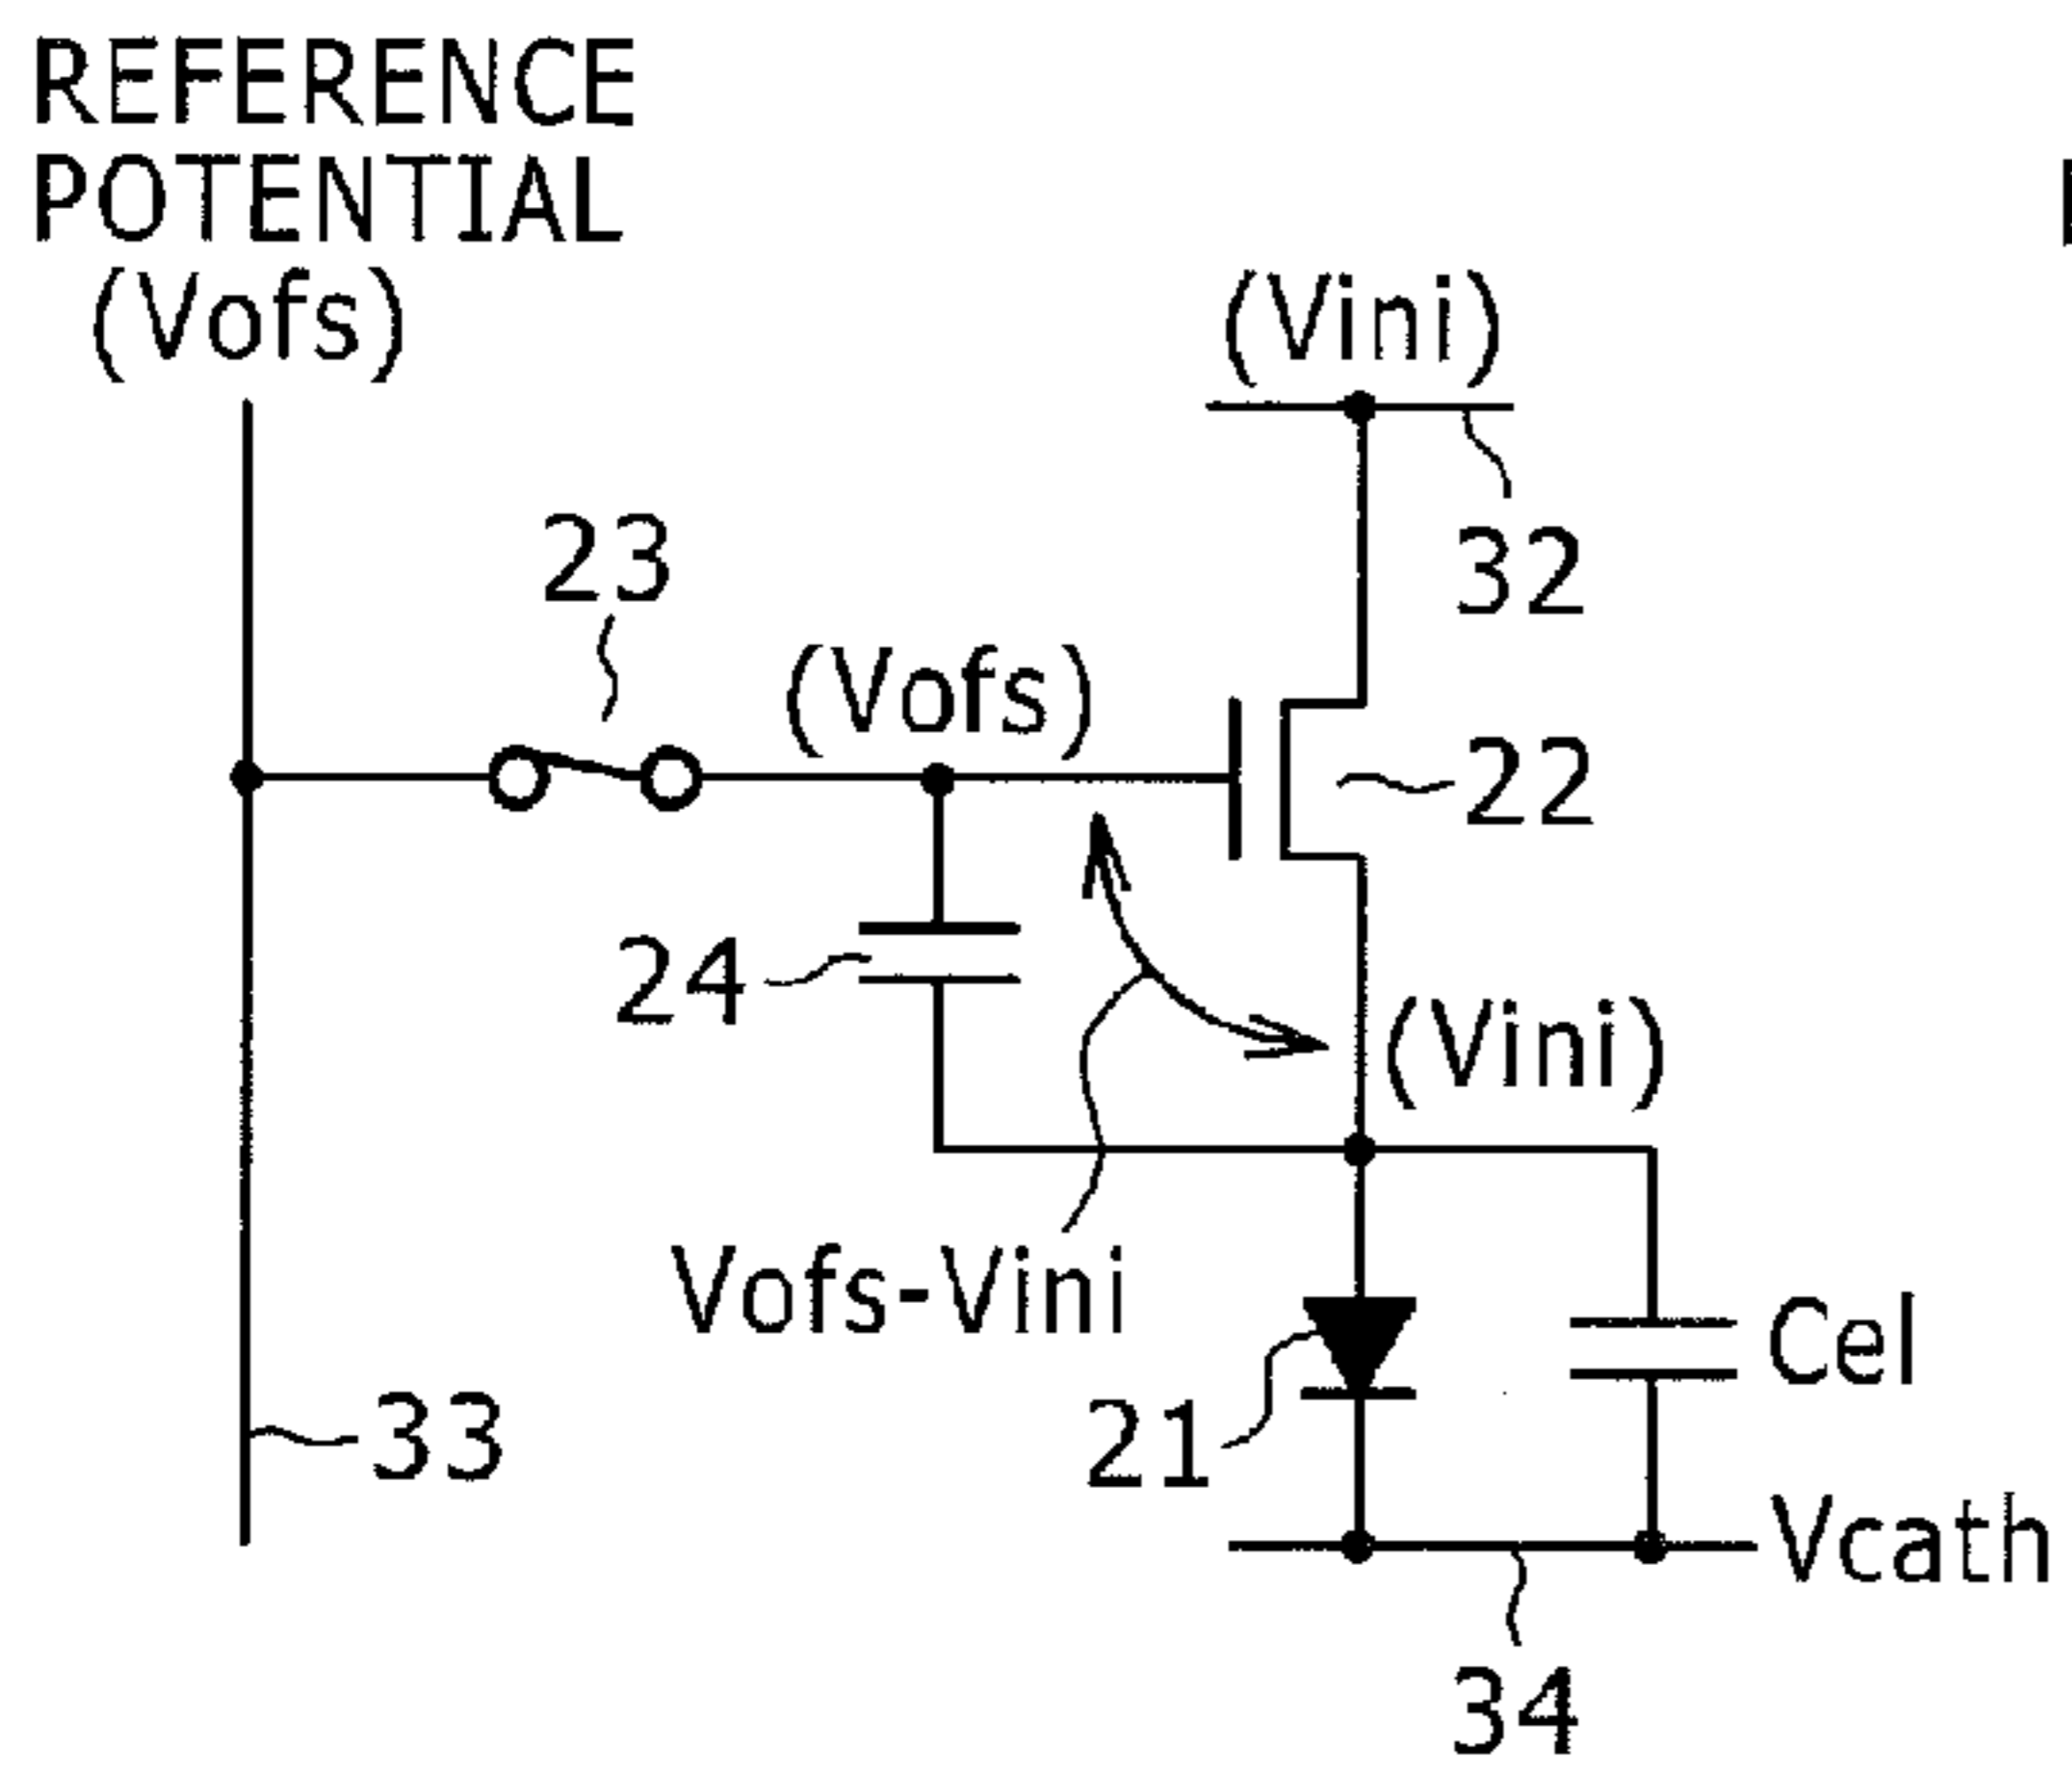 REFERENCE
POTENTIAL
(Vofs)
(Vini)
32
23
(Vofs)
22
24
(Vini)
Vofs-Vini
Cel
21
33
Vcath
34